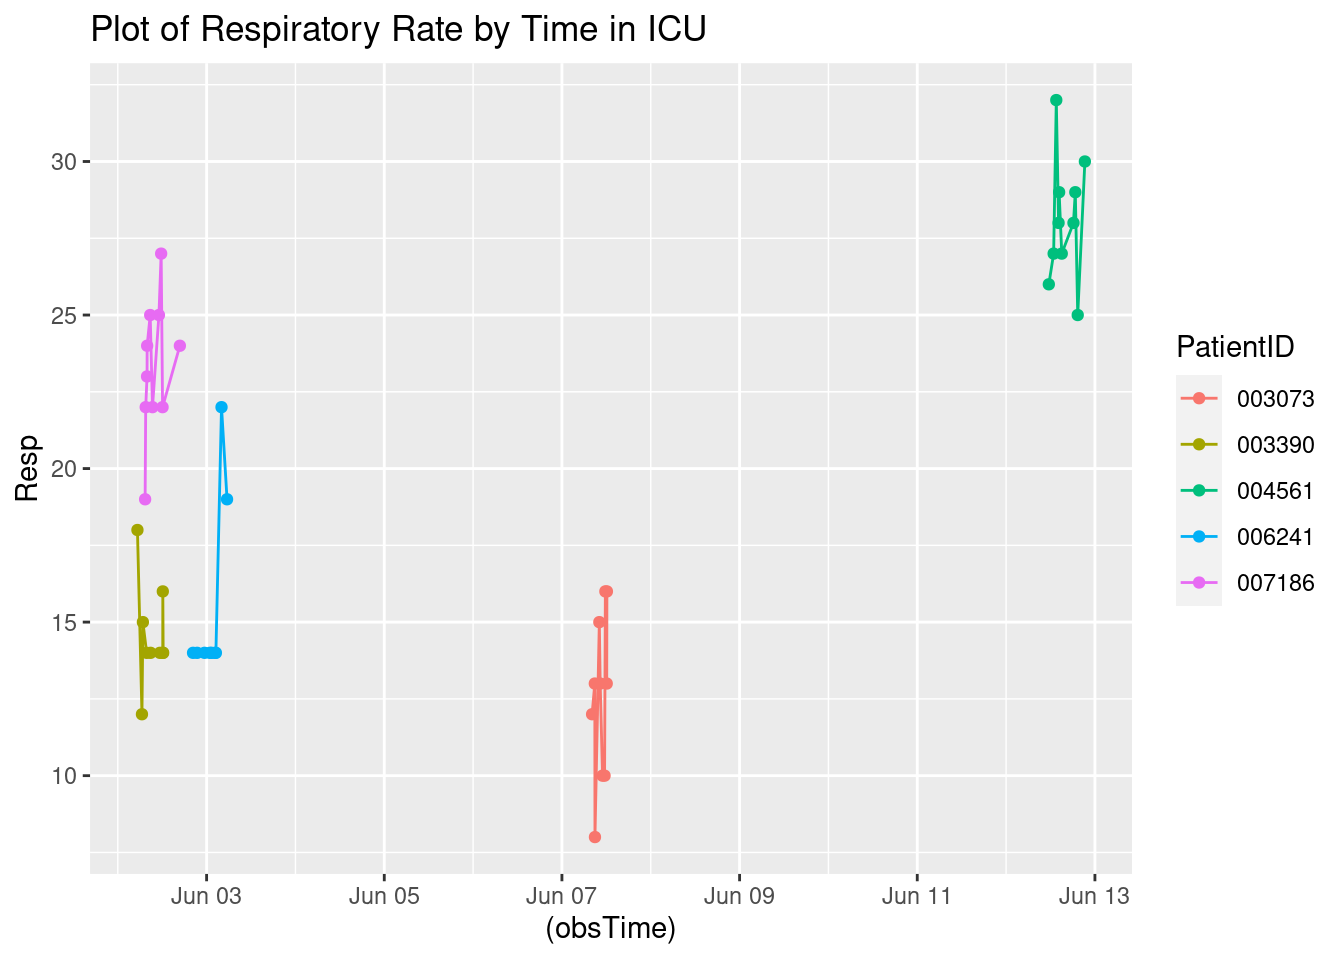 Plot of Respiratory Rate by Time in ICU
Resp
30
25
20
15
10
Jun 03 Jun 05 Jun 07 Jun 09 Jun 11 Jun 13
(obsTime)
PatientID
003073
003390
004561
006241
007186